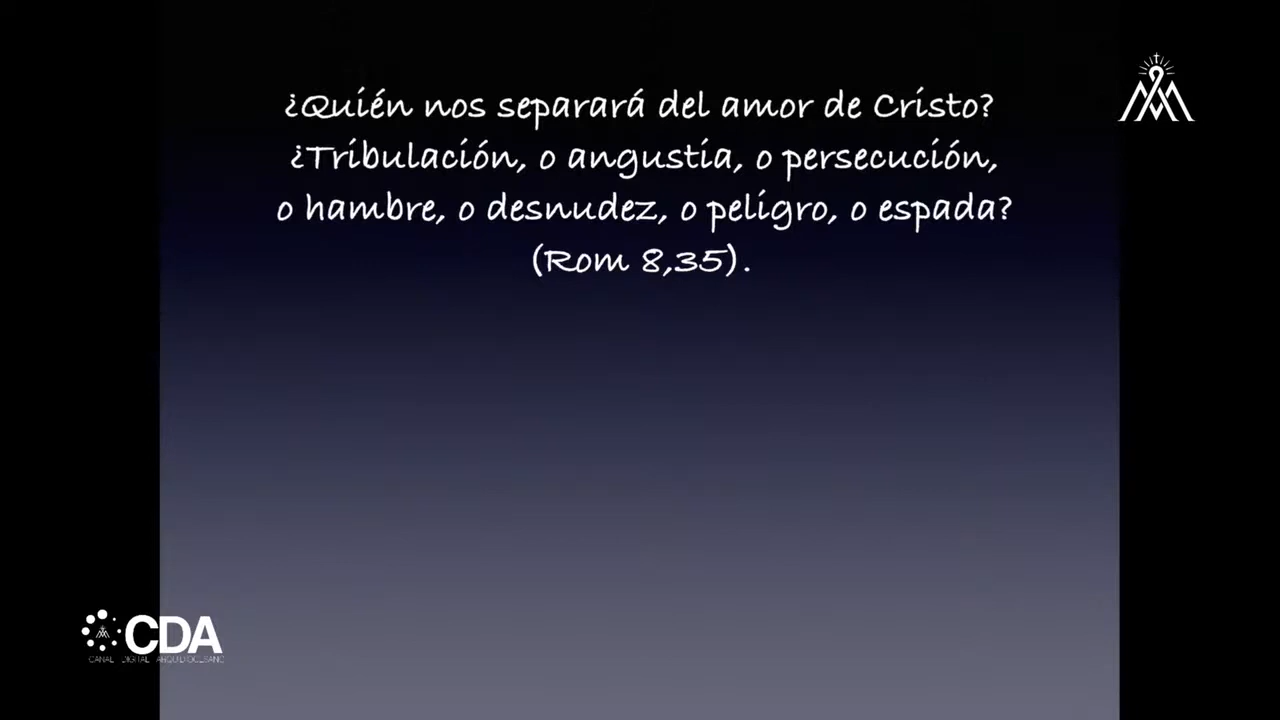 ¿Quién nos separará del amor de Cristo?
¿Tribulación, o angustia, o persecución,
o hambre, o desnudez, o peligro, o espada?
(Rom 8,35).
CDA
CANAL DIGITAL ARQUIDIOCESANO